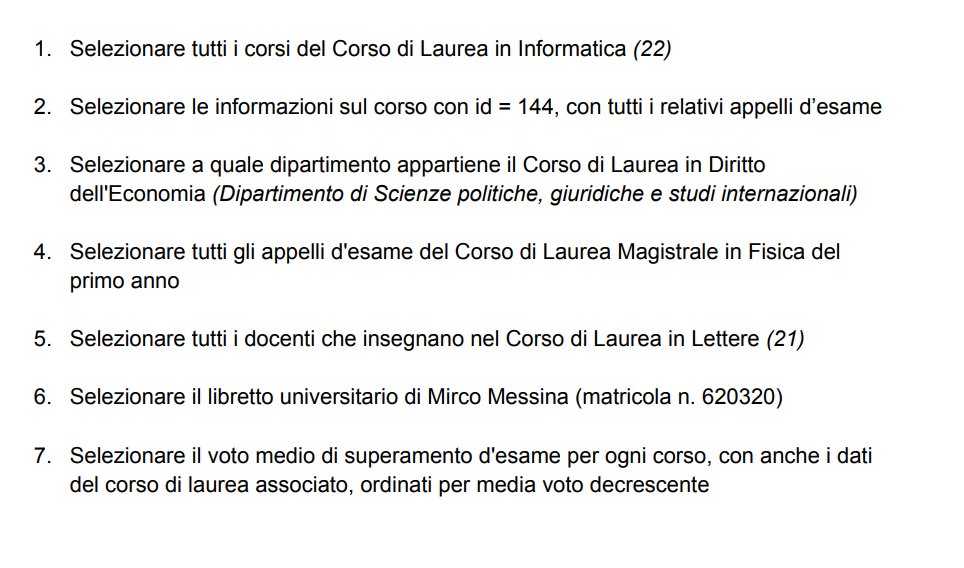 1. Selezionare tutti i corsi del Corso di Laurea in Informatica (22)
2. Selezionare le informazioni sul corso con id = 144, con tutti i relativi appelli d’esame
3. Selezionare a quale dipartimento appartiene il Corso di Laurea in Diritto
dell'Economia (Dipartimento di Scienze politiche, giuridiche e studi internazionali)
4. Selezionare tutti gli appelli d'esame del Corso di Laurea Magistrale in Fisica del
primo anno
5. Selezionare tutti i docenti che insegnano nel Corso di Laurea in Lettere (21)
6. Selezionare il libretto universitario di Mirco Messina (matricola n. 620320)
7. Selezionare il voto medio di superamento d'esame per ogni corso, con anche i dati
del corso di laurea associato, ordinati per media voto decrescente